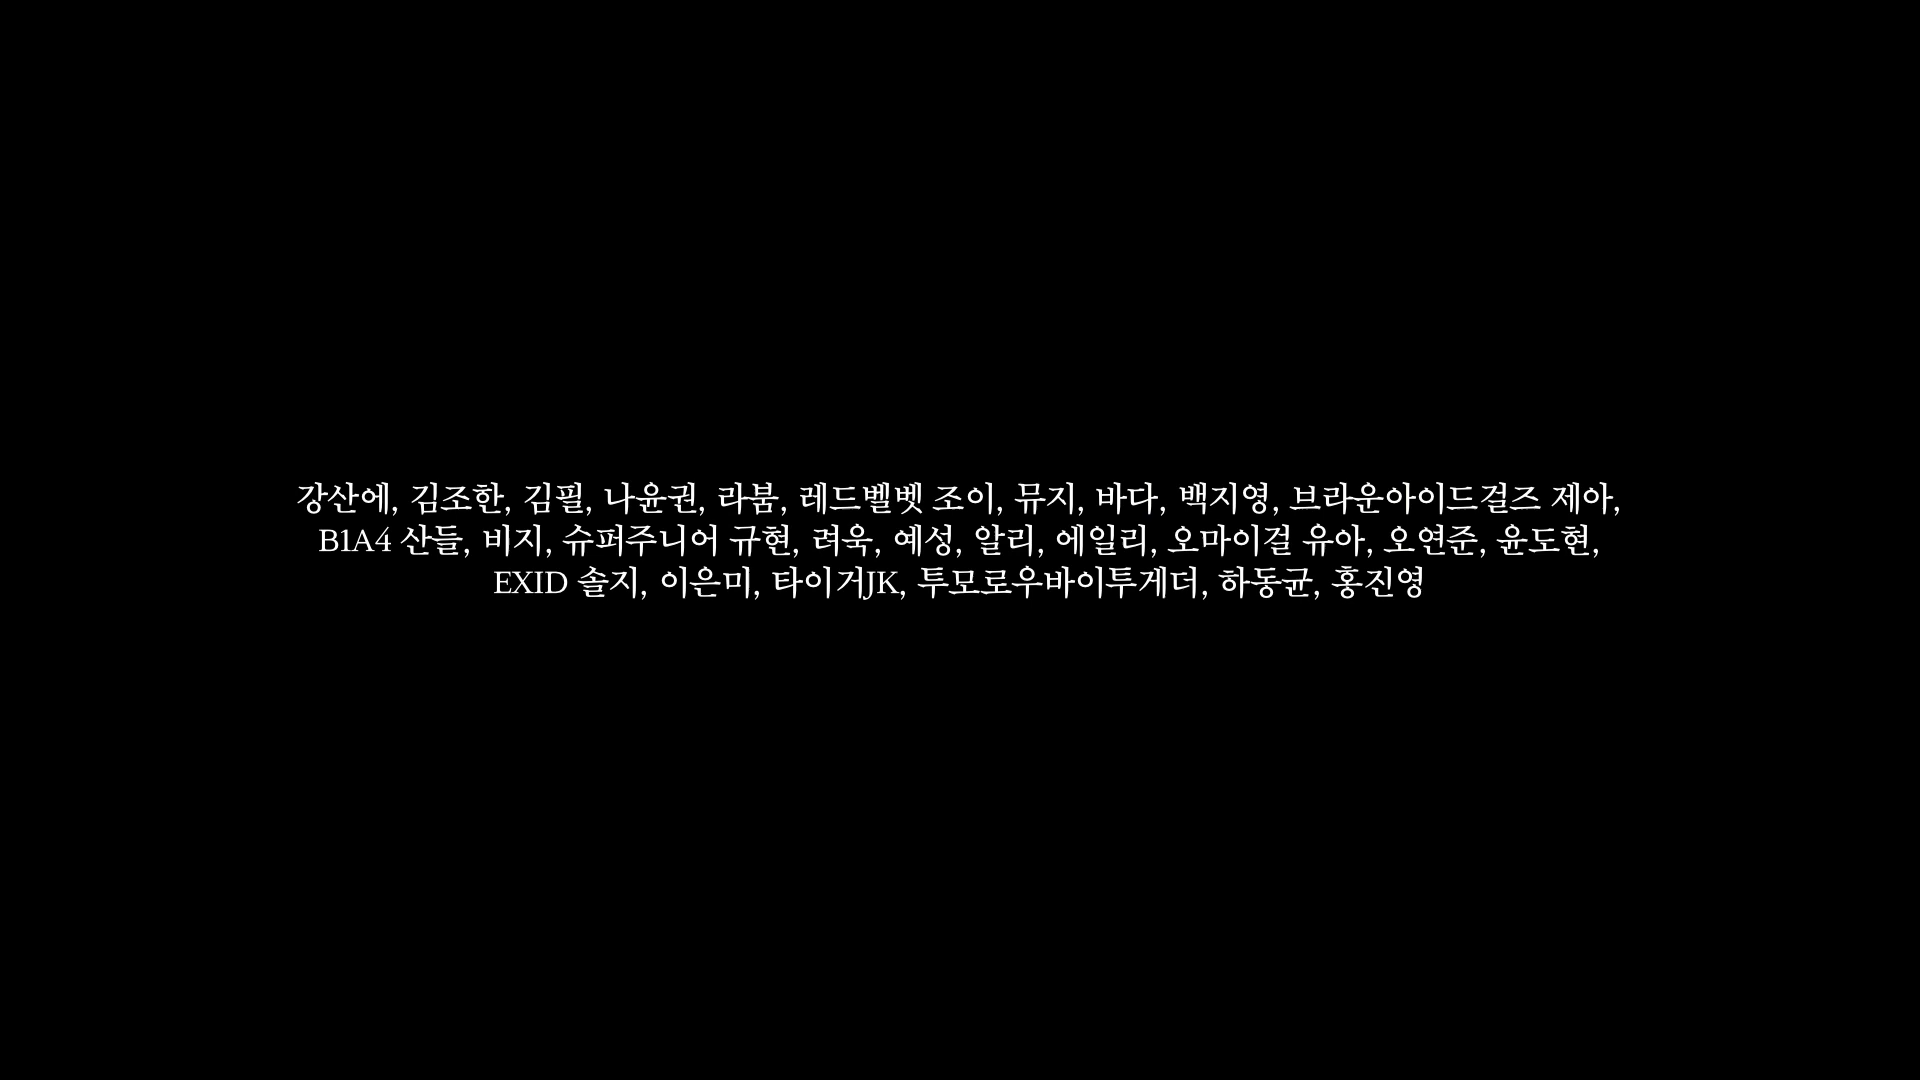 강산에, 김조한, 김필, 나윤권, 라붐, 레드벨벳 조이, 뮤지, 바다, 백지영, 브라운아이드걸즈 제아,
B1A4 산들, 비지, 슈퍼주니어 규현, 려욱, 예성, 알리, 에일리, 오마이걸 유아, 오연준, 윤도현,
EXID 솔지, 이은미, 타이거JK, 투모로우바이투게더, 하동균, 홍진영